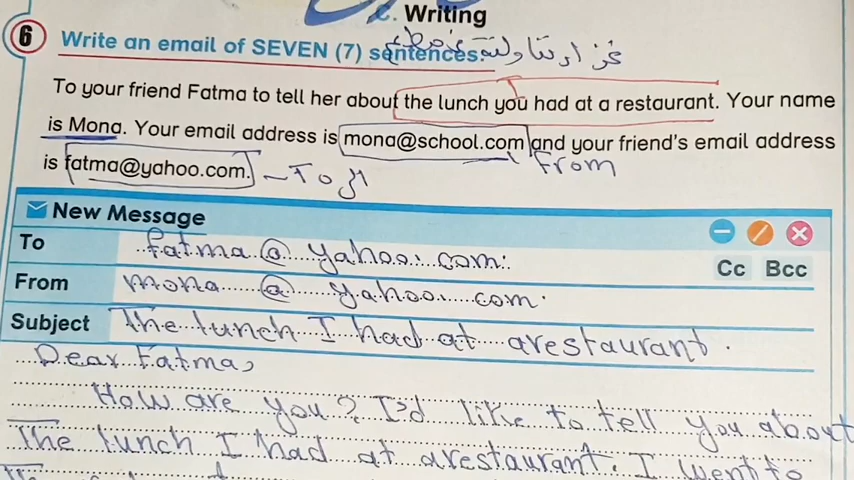 C. Writing
6 Write an email of SEVEN (7) sentences.
To your friend Fatma to tell her about the lunch you had at a restaurant. Your name
is Mona. Your email address is mona@school.com and your friend's email address
From
is fatma@yahoo.com. To
New Message
To fatma@yahoo.com.
Cc Bcc
From mona@yahoo.com.
Subject The lunch I had at arestaurant.
Dear Fatma,
How are you? I'd like to tell you about
The lunch I had at arestaurant. I went to